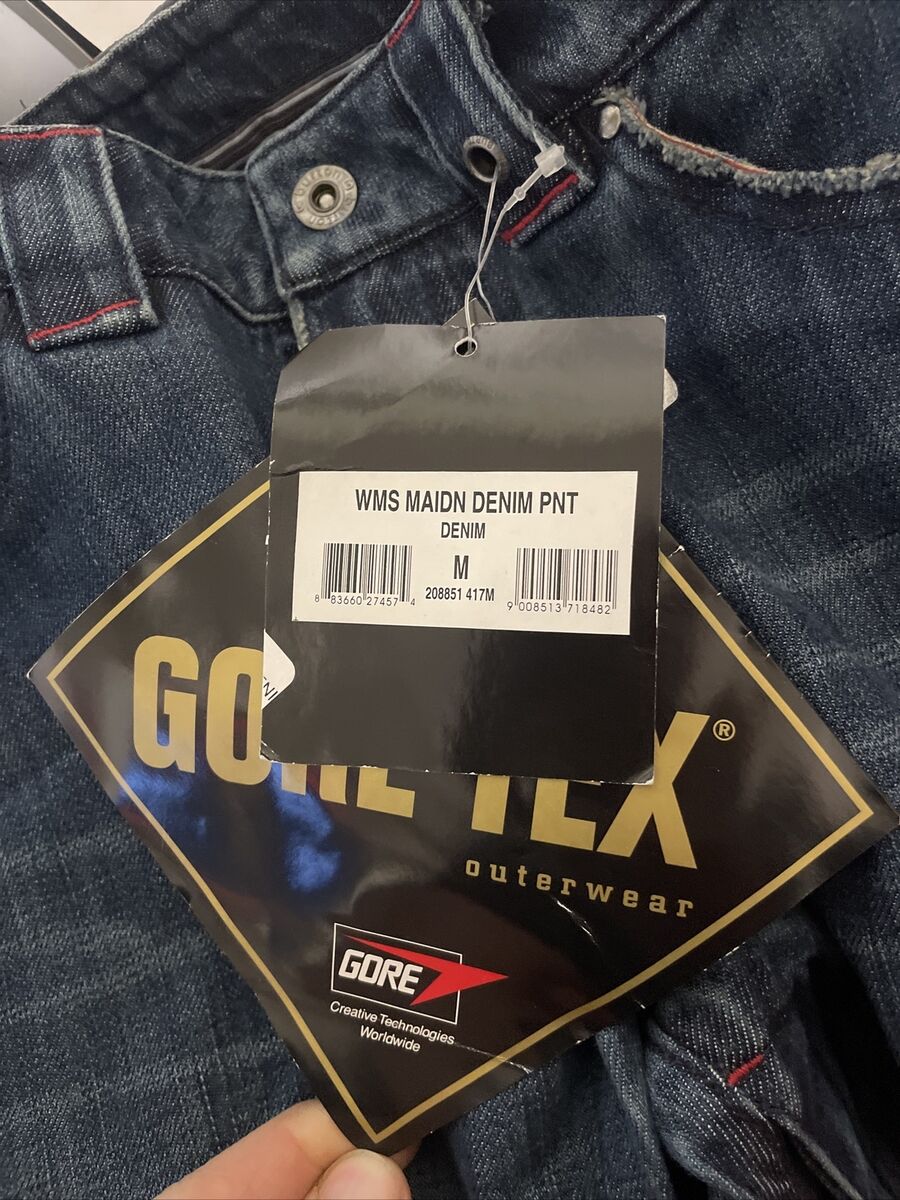 WMS MAIDN DENIM PNT
DENIM
M
208851 417M
8 83660 27457 4
9 008513 718482
GORE-TEX®
outerwear
GORE
Creative Technologies
Worldwide